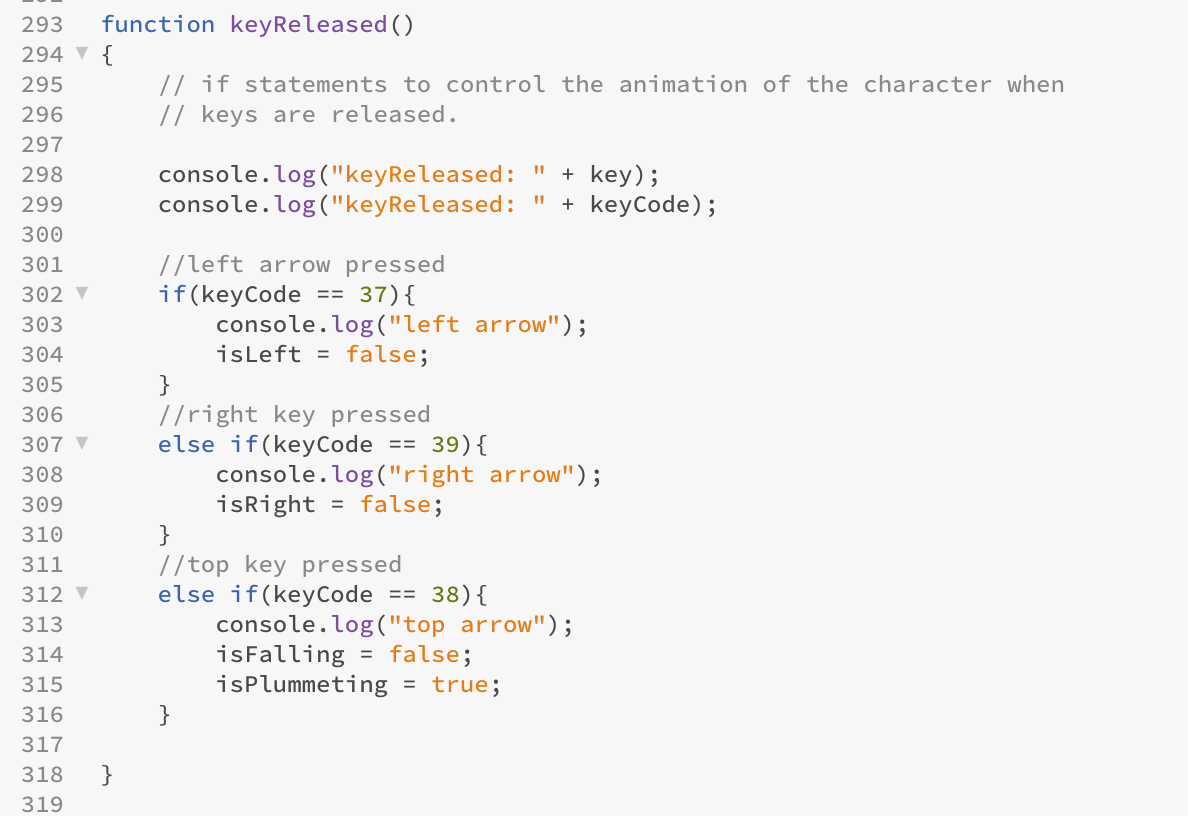 293 function keyReleased()
294 ▼ {
295 // if statements to control the animation of the character when
296 // keys are released.
297
298 console.log("keyReleased: " + key);
299 console.log("keyReleased: " + keyCode);
300
301 //left arrow pressed
302 ▼ if(keyCode == 37){
303 console.log("left arrow");
304 isLeft = false;
305 }
306 //right key pressed
307 ▼ else if(keyCode == 39){
308 console.log("right arrow");
309 isRight = false;
310 }
311 //top key pressed
312 ▼ else if(keyCode == 38){
313 console.log("top arrow");
314 isFalling = false;
315 isPlummeting = true;
316 }
317
318 }
319